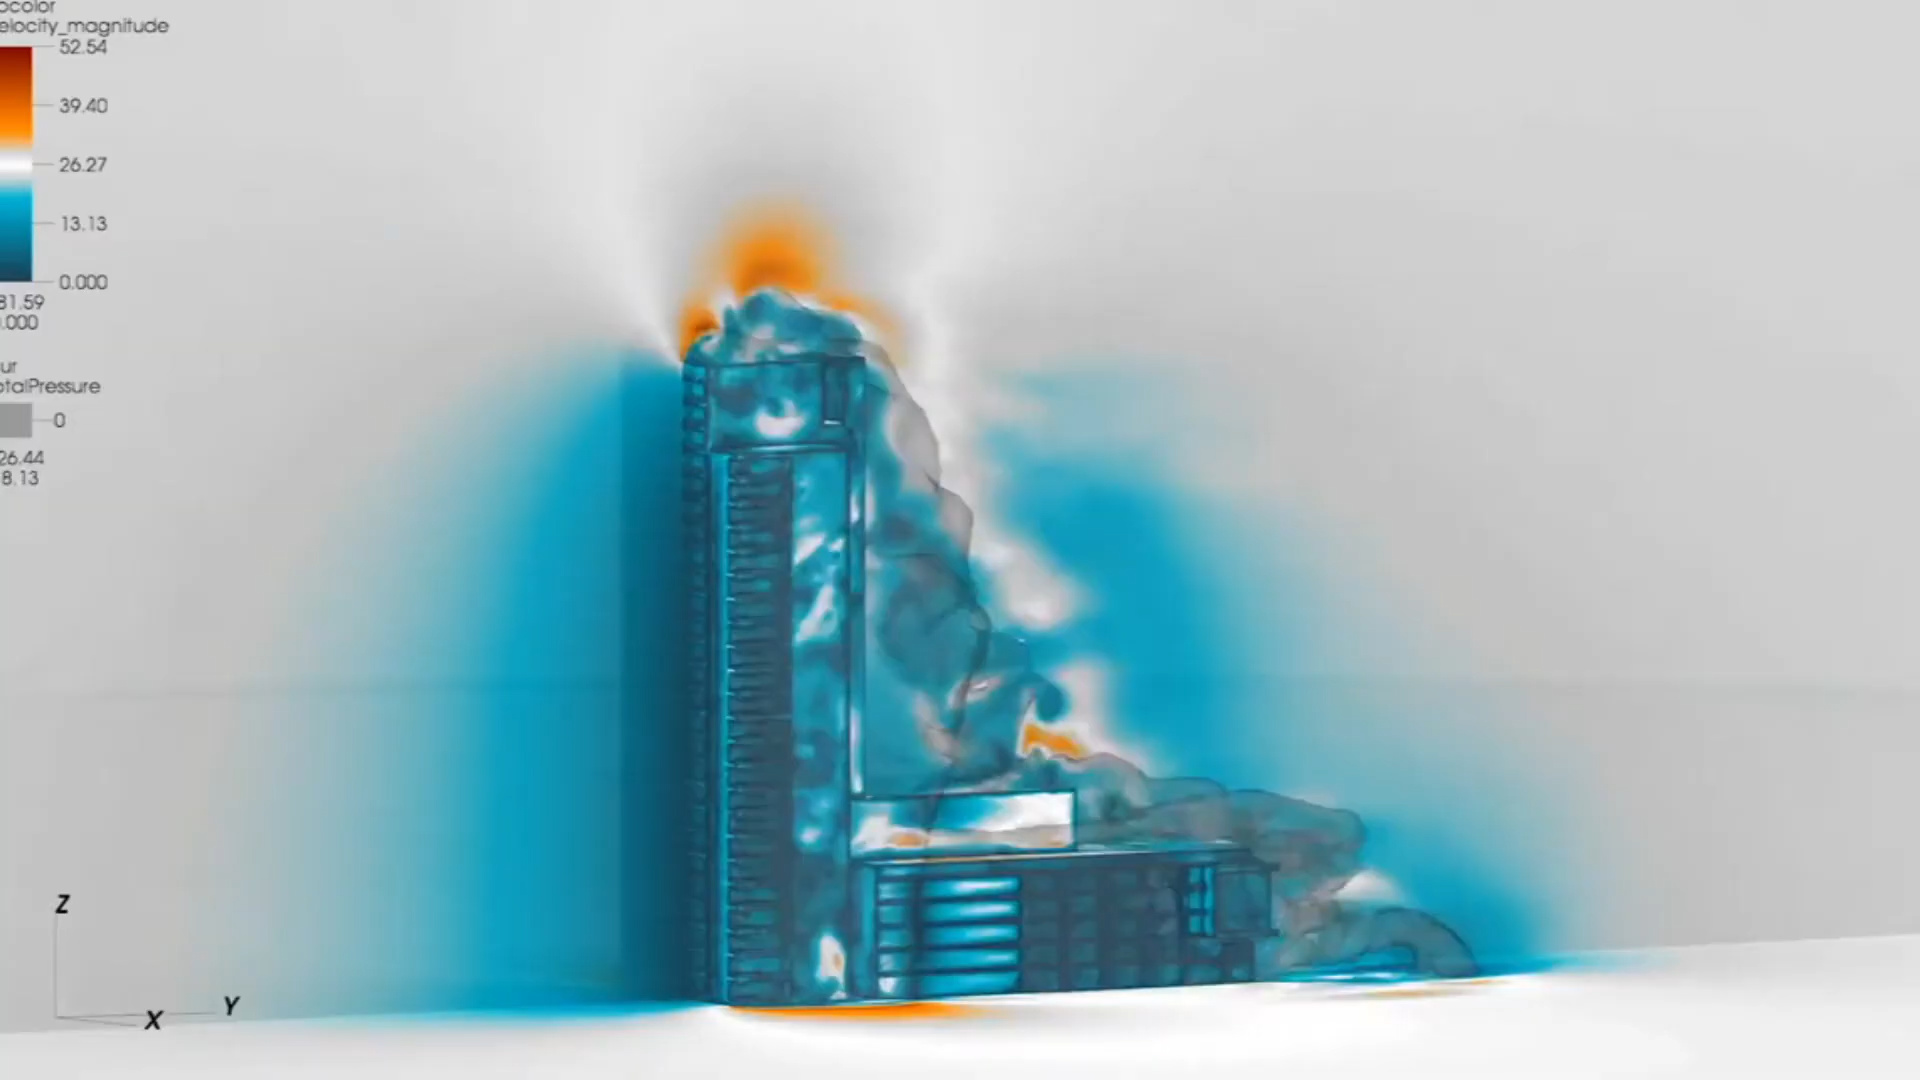 ocolor
elocity_magnitude
52.54
39.40
26.27
13.13
0.000
81.59
.000
ur
otalPressure
0
26.44
8.13
Z
X
Y